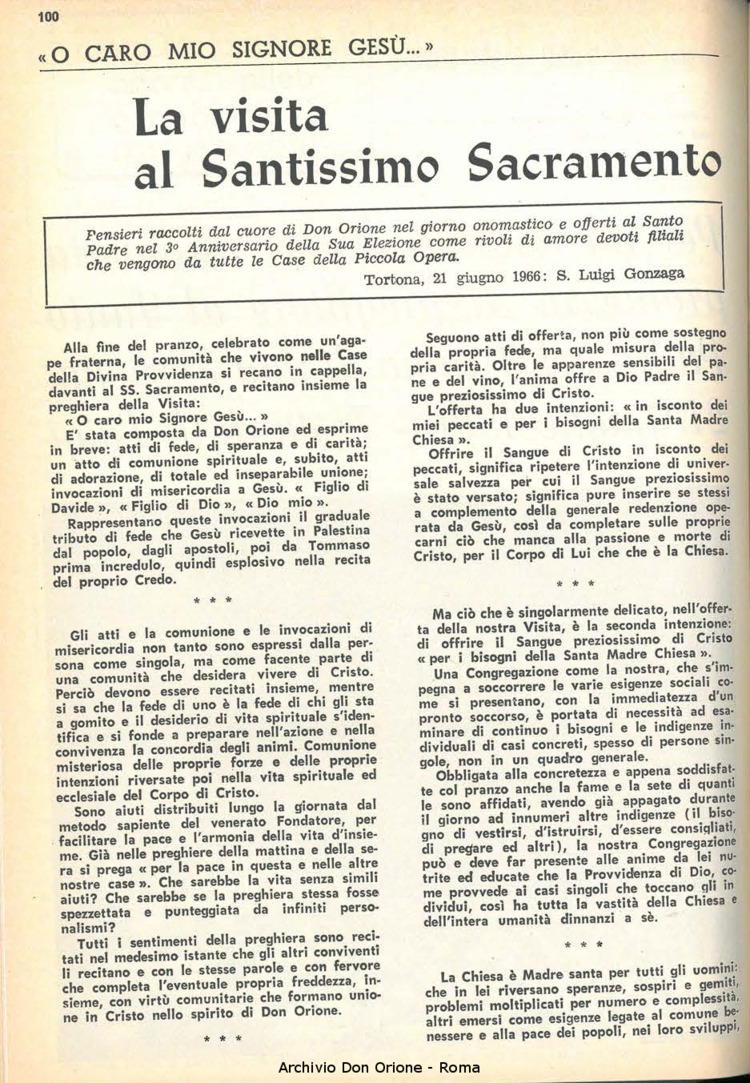 100
« O CARO MIO SIGNORE GESÙ... »
La visita
al Santissimo Sacramento
Pensieri raccolti dal cuore di Don Orione nel giorno onomastico e offerti al Santo
Padre nel 3º Anniversario della Sua Elezione come rivoli di amore devoti filiali
che vengono da tutte le Case della Piccola Opera.
Tortona, 21 giugno 1966: S. Luigi Gonzaga
Alla fine del pranzo, celebrato come un'aga-
pe fraterna, le comunità che vivono nelle Case
della Divina Provvidenza si recano in cappella,
davanti al SS. Sacramento, e recitano insieme la
preghiera della Visita:
« O caro mio Signore Gesù... »
E' stata composta da Don Orione ed esprime
in breve: atti di fede, di speranza e di carità;
un atto di comunione spirituale e, subito, atti
di adorazione, di totale ed inseparabile unione;
invocazioni di misericordia a Gesù. « Figlio di
Davide », « Figlio di Dio », « Dio mio ».
Rappresentano queste invocazioni il graduale
tributo di fede che Gesù ricevette in Palestina
dal popolo, dagli apostoli, poi da Tommaso
prima incredulo, quindi esplosivo nella recita
del proprio Credo.
* * *
Gli atti e la comunione e le invocazioni di
misericordia non tanto sono espressi dalla per-
sona come singola, ma come facente parte di
una comunità che desidera vivere di Cristo.
Perciò devono essere recitati insieme, mentre
si sa che la fede di uno è la fede di chi gli sta
a gomito e il desiderio di vita spirituale s'iden-
tifica e si fonde a preparare nell'azione e nella
convivenza la concordia degli animi. Comunione
misteriosa delle proprie forze e delle proprie
intenzioni riversate poi nella vita spirituale ed
ecclesiale del Corpo di Cristo.
Sono aiuti distribuiti lungo la giornata dal
metodo sapiente del venerato Fondatore, per
facilitare la pace e l'armonia della vita d'insie-
me. Già nelle preghiere della mattina e della se-
ra si prega « per la pace in questa e nelle altre
nostre case ». Che sarebbe la vita senza simili
aiuti? Che sarebbe se la preghiera stessa fosse
spezzettata e punteggiata da infiniti perso-
nalismi?
Tutti i sentimenti della preghiera sono reci-
tati nel medesimo istante che gli altri conviventi
li recitano e con le stesse parole e con fervore
che completa l'eventuale propria freddezza, in-
sieme, con virtù comunitarie che formano unio-
ne in Cristo nello spirito di Don Orione.
* * *
Seguono atti di offerta, non più come sostegno
della propria fede, ma quale misura della pro-
pria carità. Oltre le apparenze sensibili del pa-
ne e del vino, l'anima offre a Dio Padre il San-
gue preziosissimo di Cristo.
L'offerta ha due intenzioni: « in isconto dei
miei peccati e per i bisogni della Santa Madre
Chiesa ».
Offrire il Sangue di Cristo in isconto dei
peccati, significa ripetere l'intenzione di univer-
sale salvezza per cui il Sangue preziosissimo
è stato versato; significa pure inserire se stessi
a complemento della generale redenzione ope-
rata da Gesù, così da completare sulle proprie
carni ciò che manca alla passione e morte di
Cristo, per il Corpo di Lui che che è la Chiesa.
* * *
Ma ciò che è singolarmente delicato, nell'offer-
ta della nostra Visita, è la seconda intenzione:
di offrire il Sangue preziosissimo di Cristo
« per i bisogni della Santa Madre Chiesa ».
Una Congregazione come la nostra, che s'im-
pegna a soccorrere le varie esigenze sociali co-
me si presentano, con la immediatezza d'un
pronto soccorso, è portata di necessità ad esa-
minare di continuo i bisogni e le indigenze in-
dividuali di casi concreti, spesso di persone sin-
gole, non in un quadro generale.
Obbligata alla concretezza e appena soddisfat-
te col pranzo anche la fame e la sete di quanti
le sono affidati, avendo già appagato durante
il giorno ad innumeri altre indigenze (il biso-
gno di vestirsi, d'istruirsi, d'essere consigliati,
di pregare ed altri), la nostra Congregazione
può e deve far presente alle anime da lei nu-
trite ed educate che la Provvidenza di Dio, co-
me provvede ai casi singoli che toccano gli in
dividui, così ha tutta la vastità della Chiesa e
dell'intera umanità dinnanzi a sè.
* * *
La Chiesa è Madre santa per tutti gli uomini:
che in lei riversano speranze, sospiri e gemiti,
problemi moltiplicati per numero e complessità,
altri emersi come esigenze legate al comune be-
nessere e alla pace dei popoli, nei loro sviluppi,
Archivio Don Orione - Roma